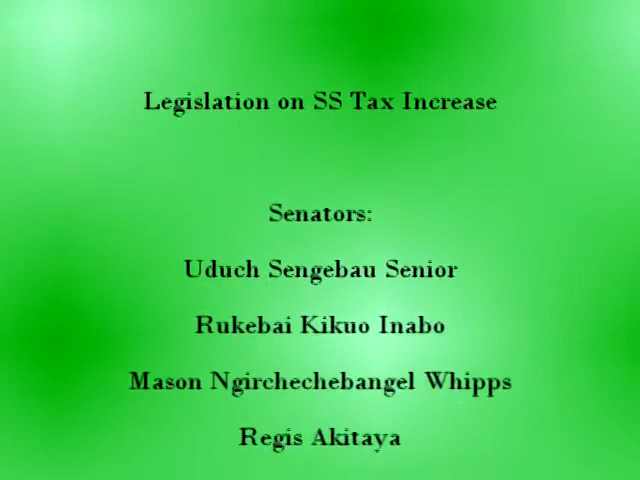 Legislation on SS Tax Increase
Senators:
Uduch Sengebau Senior
Rukebai Kikuo Inabo
Mason Ngirchechebangel Whipps
Regis Akitaya